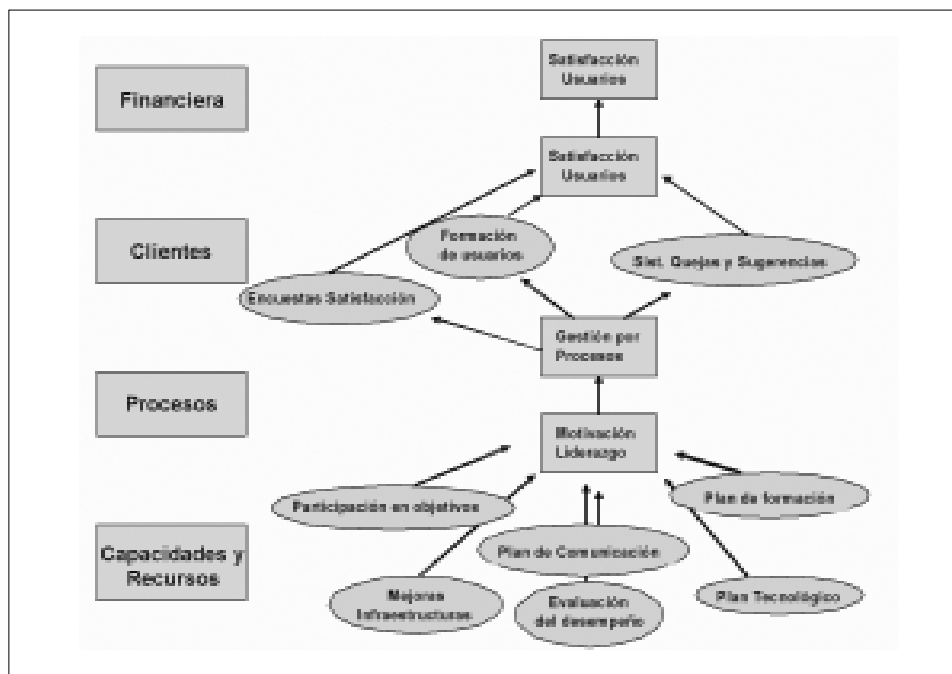 Financiera
Satisfacción
Usuarios
Satisfacción
Usuarios
Clientes
Formación
de usuarios
Sist. Quejas y Sugerencias
Encuestas Satisfacción
Gestión por
Procesos
Procesos
Motivación
Liderazgo
Participación en objetivos
Plan de formación
Capacidades y
Recursos
Plan de Comunicación
Mejoras
Infraestructuras
Evaluación
del desempeño
Plan Tecnológico